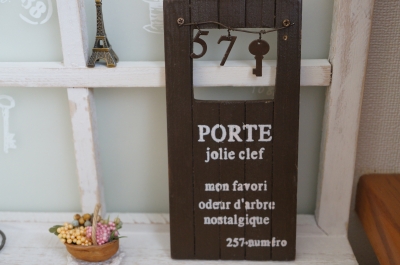 57
PORTE
jolie clef
mon favori
odeur d'arbre
nostalgique
257-numéro